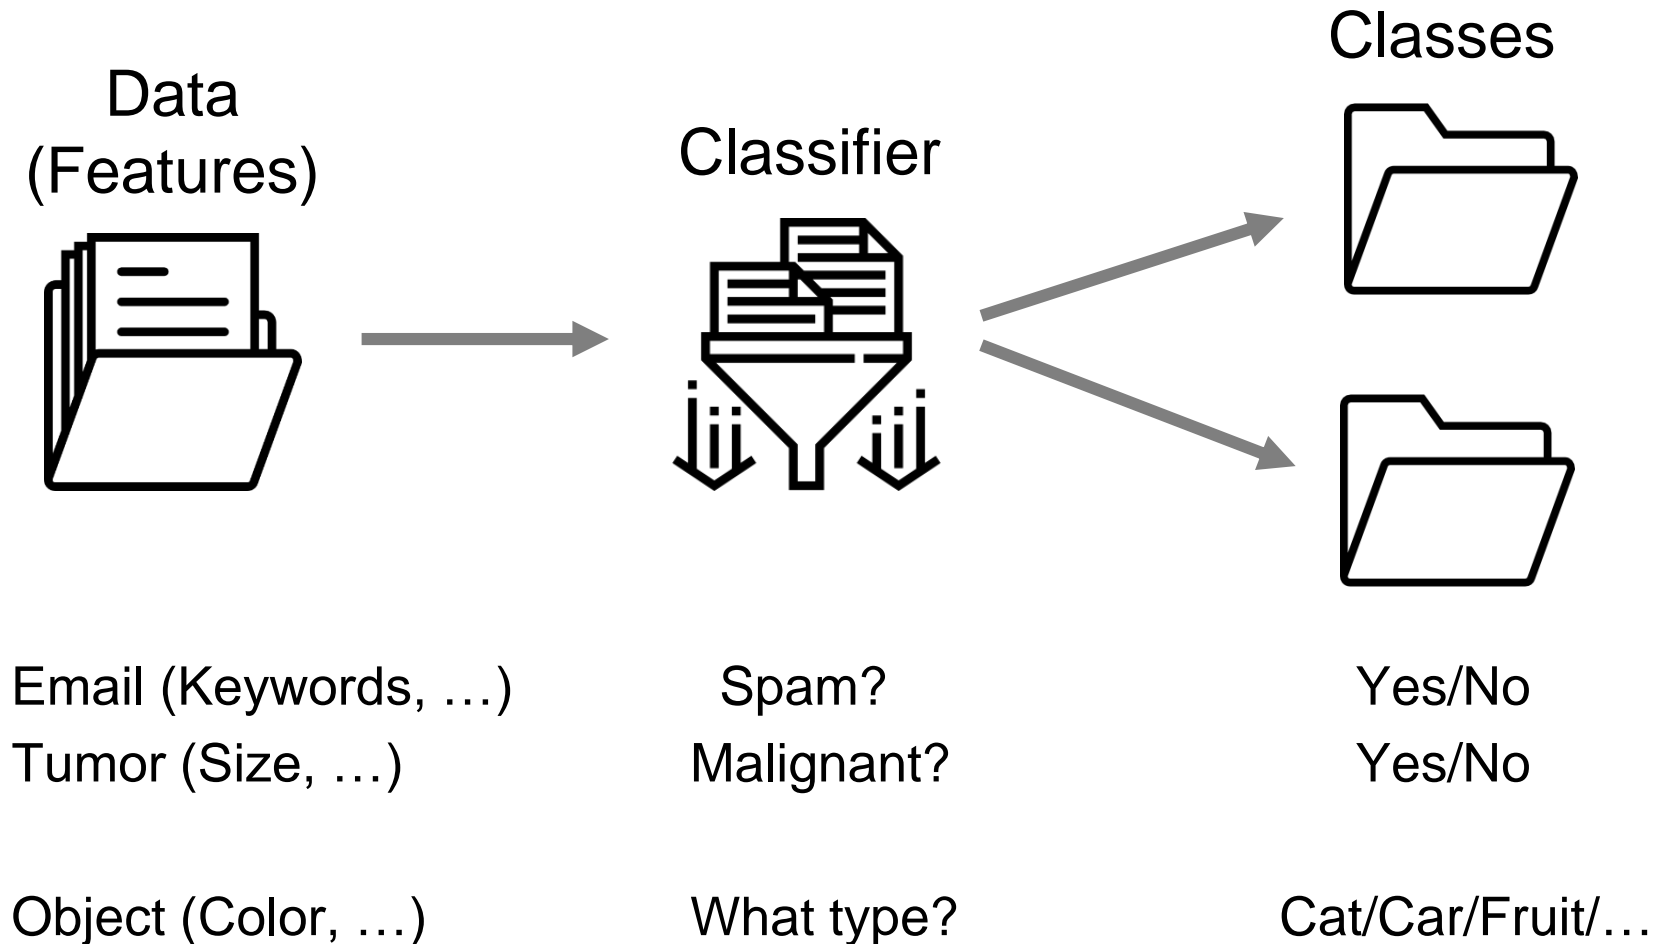 Data
(Features)
Classifier
Classes
Email (Keywords, …)
Spam?
Yes/No
Tumor (Size, …)
Malignant?
Yes/No
Object (Color, …)
What type?
Cat/Car/Fruit/…